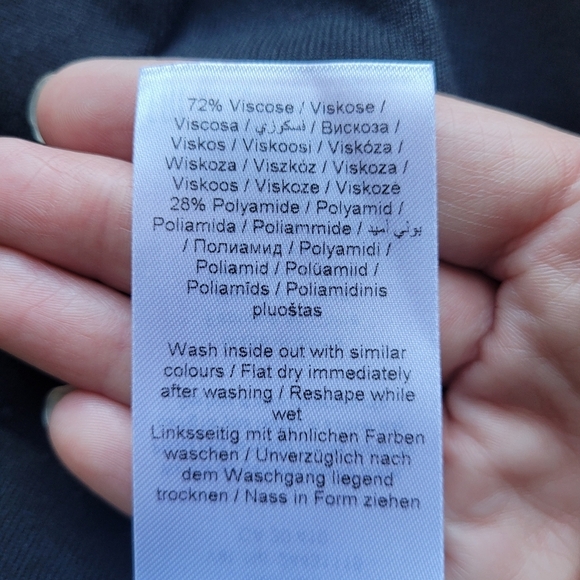 72% Viscose / Viskose /
Viscosa / فسكوزي / Вискоза /
Viskos / Viskoosi / Viskóza /
Wiskoza / Viszkóz / Viskoza /
Viskoos / Viskoze / Viskozė
28% Polyamide / Polyamid /
Poliamida / Poliammide / بولي أميد
/ Полиамид / Polyamidi /
Poliamid / Polüamiid /
Poliamīds / Poliamidinis
pluoštas
Wash inside out with similar
colours / Flat dry immediately
after washing / Reshape while
wet
Linksseitig mit ähnlichen Farben
waschen / Unverzüglich nach
dem Waschgang liegend
trocknen / Nass in Form ziehen